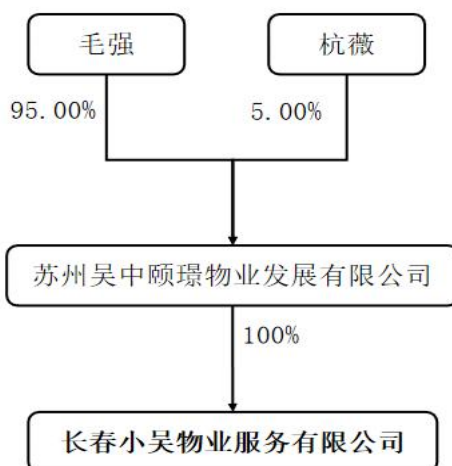 毛强
杭薇
95.00%
5.00%
苏州吴中颐璟物业发展有限公司
100%
长春小吴物业服务有限公司